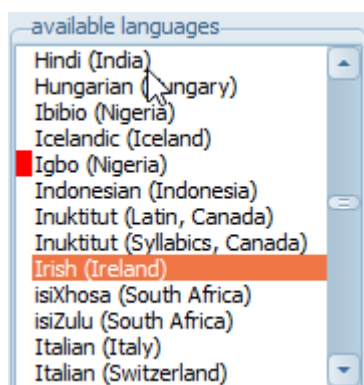 available languages
Hindi (India)
Hungarian (Hungary)
Ibibio (Nigeria)
Icelandic (Iceland)
Igbo (Nigeria)
Indonesian (Indonesia)
Inuktitut (Latin, Canada)
Inuktitut (Syllabics, Canada)
Irish (Ireland)
isiXhosa (South Africa)
isiZulu (South Africa)
Italian (Italy)
Italian (Switzerland)